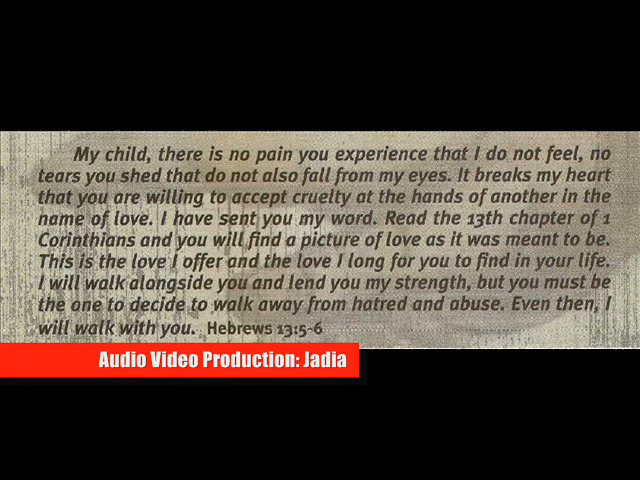 My child, there is no pain you experience that I do not feel, no
tears you shed that do not also fall from my eyes. It breaks my heart
that you are willing to accept cruelty at the hands of another in the
name of love. I have sent you my word. Read the 13th chapter of 1
Corinthians and you will find a picture of love as it was meant to be.
This is the love I offer and the love I long for you to find in your life.
I will walk alongside you and lend you my strength, but you must be
the one to decide to walk away from hatred and abuse. Even then, I
will walk with you. Hebrews 13:5-6
Audio Video Production: Jadia